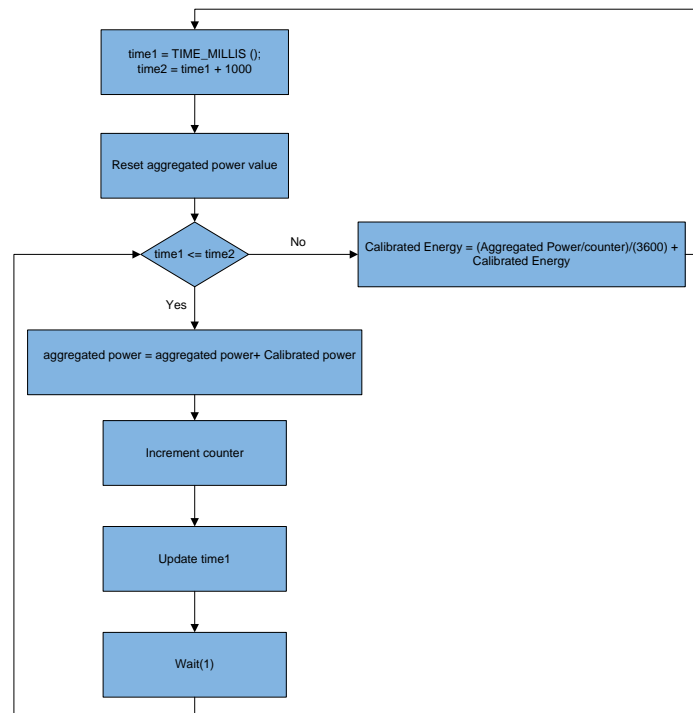 time1 = TIME_MILLIS ();
time2 = time1 + 1000
Reset aggregated power value
time1 <= time2
No
Calibrated Energy = (Aggregated Power/counter)/(3600) +
Calibrated Energy
Yes
aggregated power = aggregated power+ Calibrated power
Increment counter
Update time1
Wait(1)